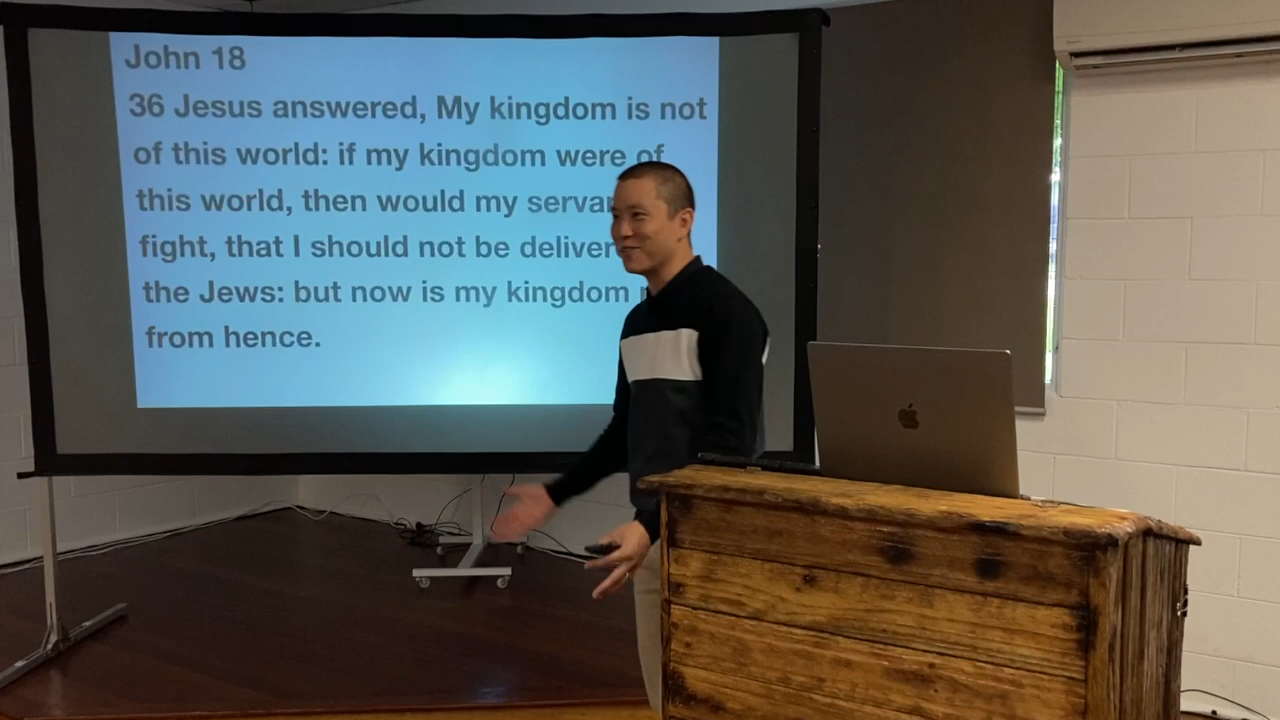 John 18
36 Jesus answered, My kingdom is not
of this world: if my kingdom were of
this world, then would my
fight, that I should not be
the Jews: but now is my kingdom
from hence.